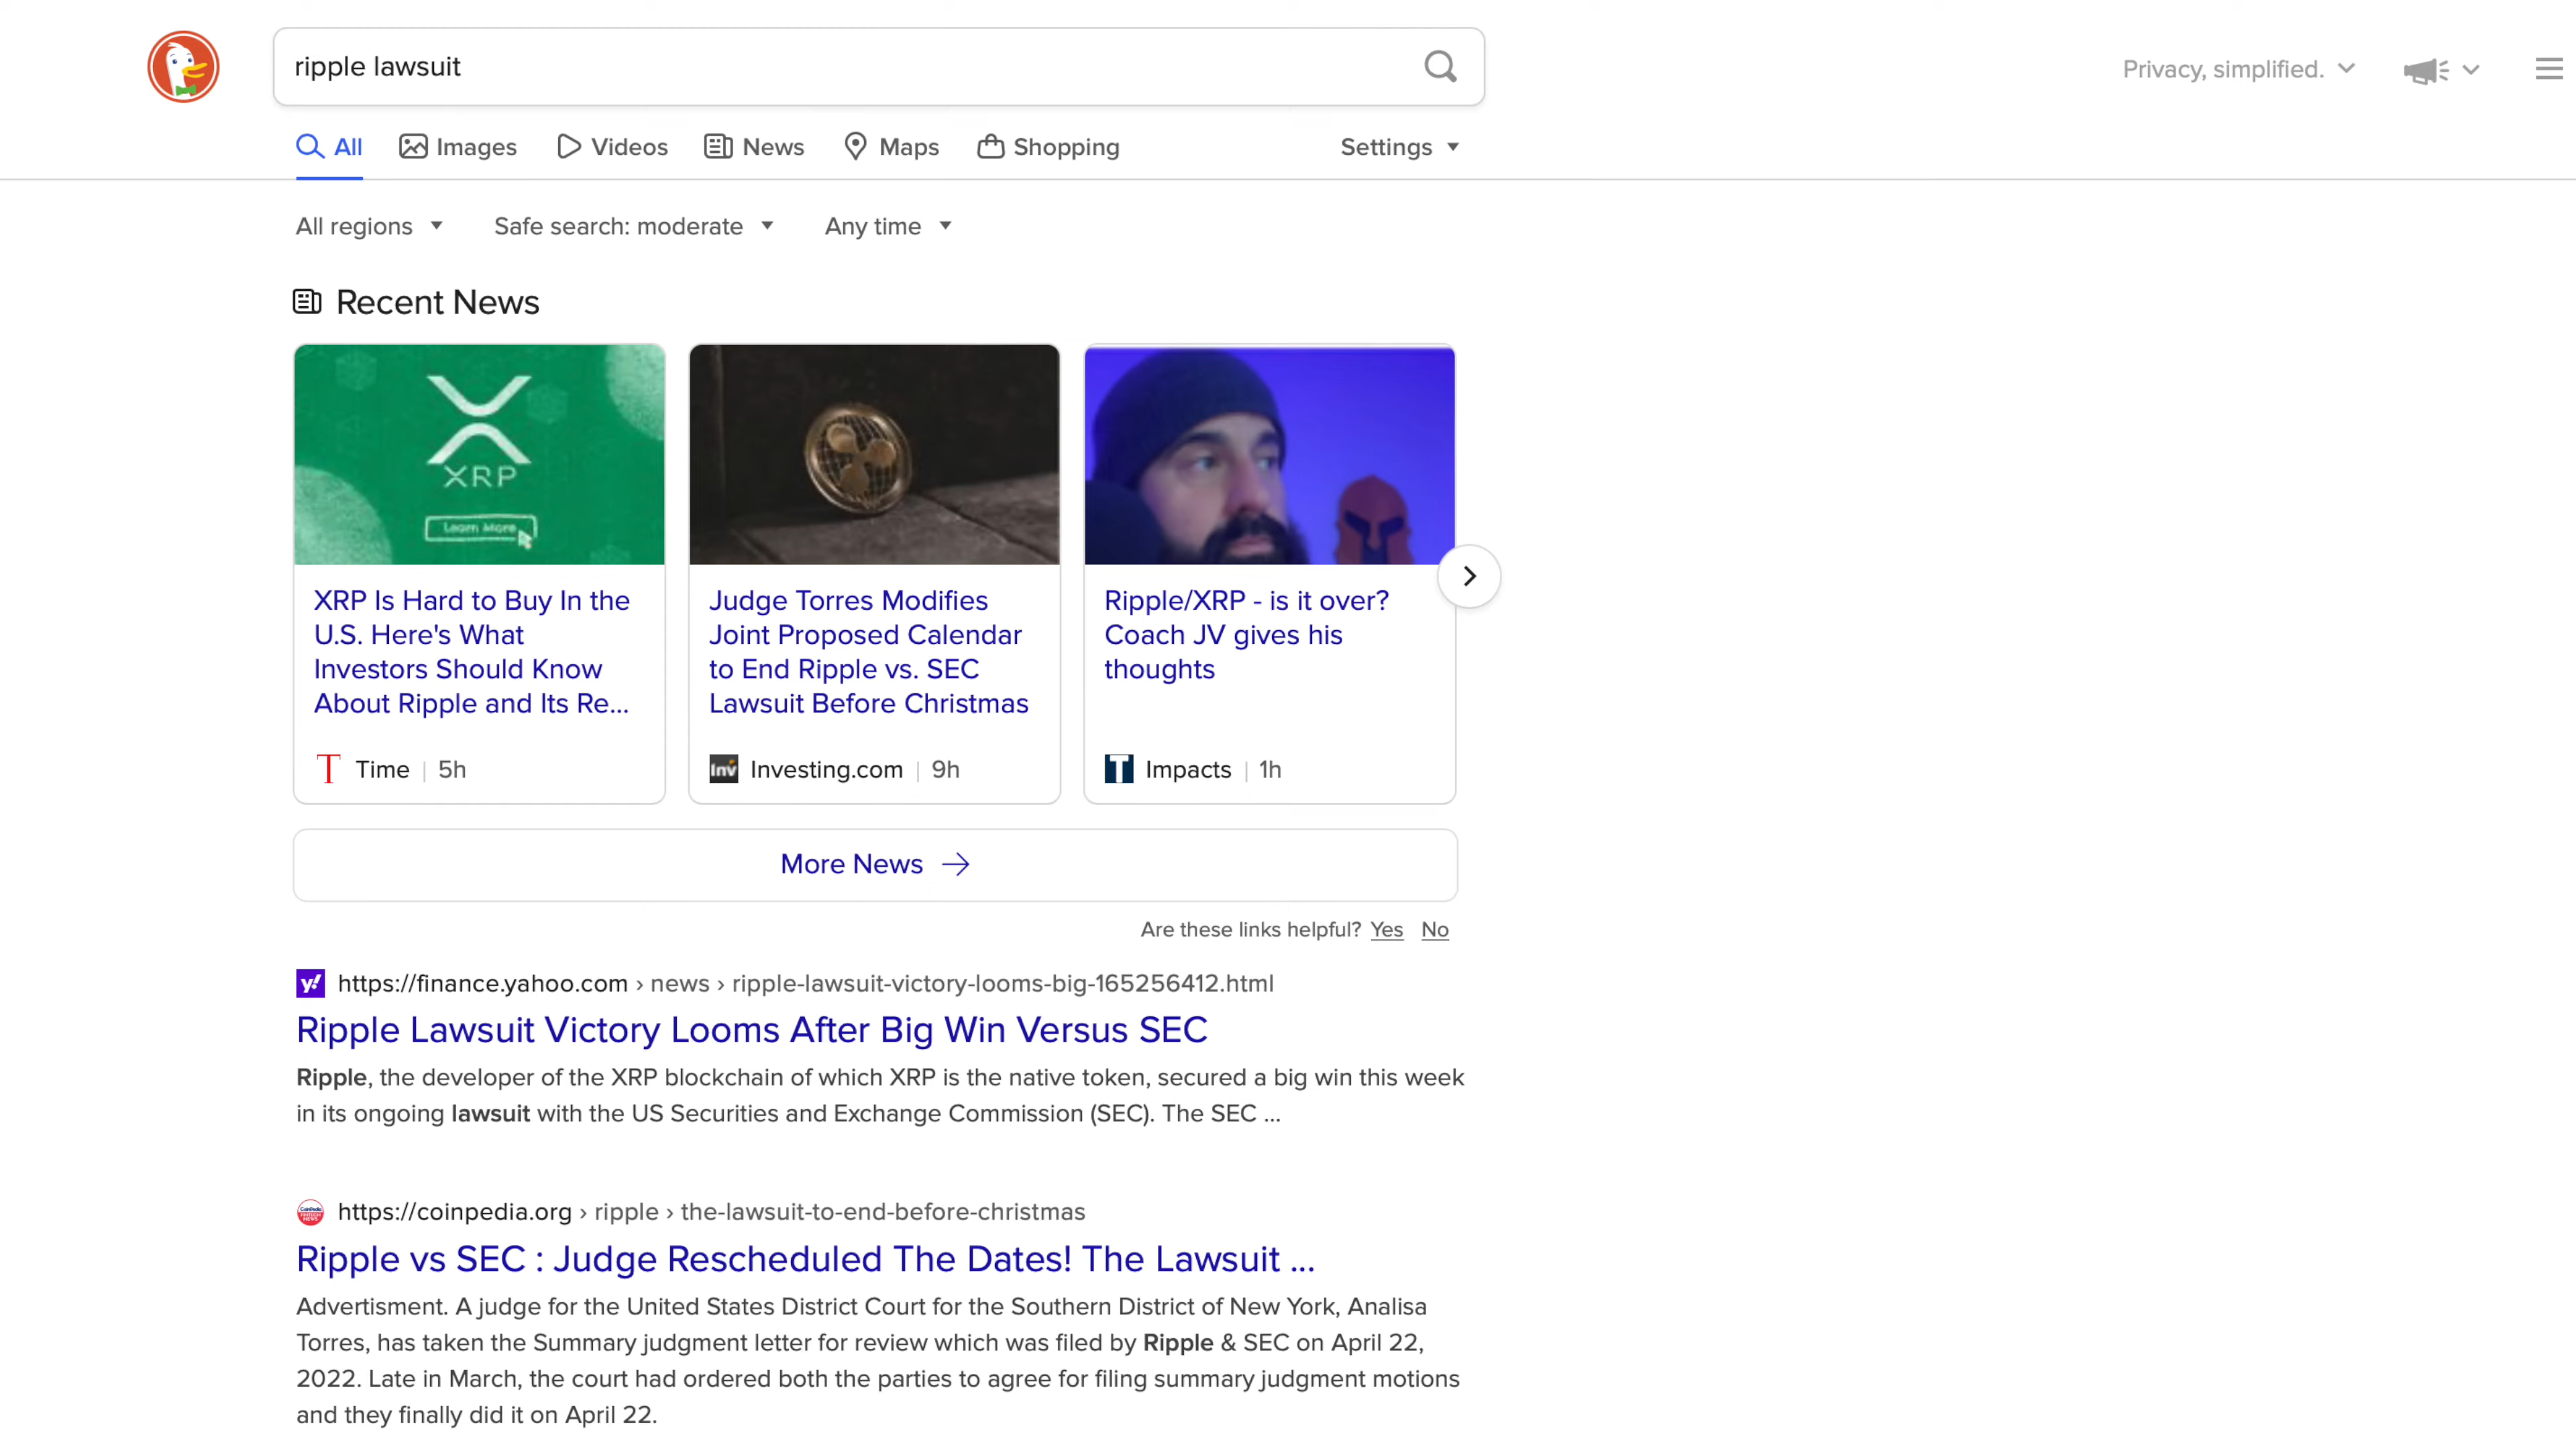 ripple lawsuit
Privacy, simplified.
All
Images
Videos
News
Maps
Shopping
Settings
All regions
Safe search: moderate
Any time
Recent News
XRP
Learn More
XRP Is Hard to Buy In the
U.S. Here's What
Investors Should Know
About Ripple and Its Re...
T Time | 5h
Judge Torres Modifies
Joint Proposed Calendar
to End Ripple vs. SEC
Lawsuit Before Christmas
Inv Investing.com | 9h
Ripple/XRP - is it over?
Coach JV gives his
thoughts
T Impacts | 1h
More News →
Are these links helpful? Yes No
y! https://finance.yahoo.com › news › ripple-lawsuit-victory-looms-big-165256412.html
Ripple Lawsuit Victory Looms After Big Win Versus SEC
Ripple, the developer of the XRP blockchain of which XRP is the native token, secured a big win this week
in its ongoing lawsuit with the US Securities and Exchange Commission (SEC). The SEC ...
https://coinpedia.org › ripple › the-lawsuit-to-end-before-christmas
Ripple vs SEC : Judge Rescheduled The Dates! The Lawsuit ...
Advertisment. A judge for the United States District Court for the Southern District of New York, Analisa
Torres, has taken the Summary judgment letter for review which was filed by Ripple & SEC on April 22,
2022. Late in March, the court had ordered both the parties to agree for filing summary judgment motions
and they finally did it on April 22.